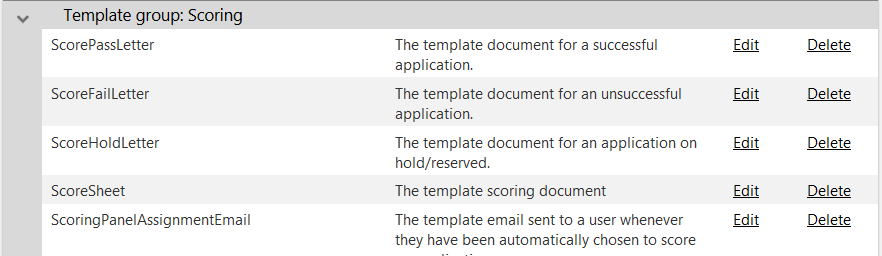 Template group: Scoring
ScorePassLetter The template document for a successful Edit Delete
application.
ScoreFailLetter The template document for an unsuccessful Edit Delete
application.
ScoreHoldLetter The template document for an application on Edit Delete
hold/reserved.
ScoreSheet The template scoring document Edit Delete
ScoringPanelAssignmentEmail The template email sent to a user whenever Edit Delete
they have been automatically chosen to score